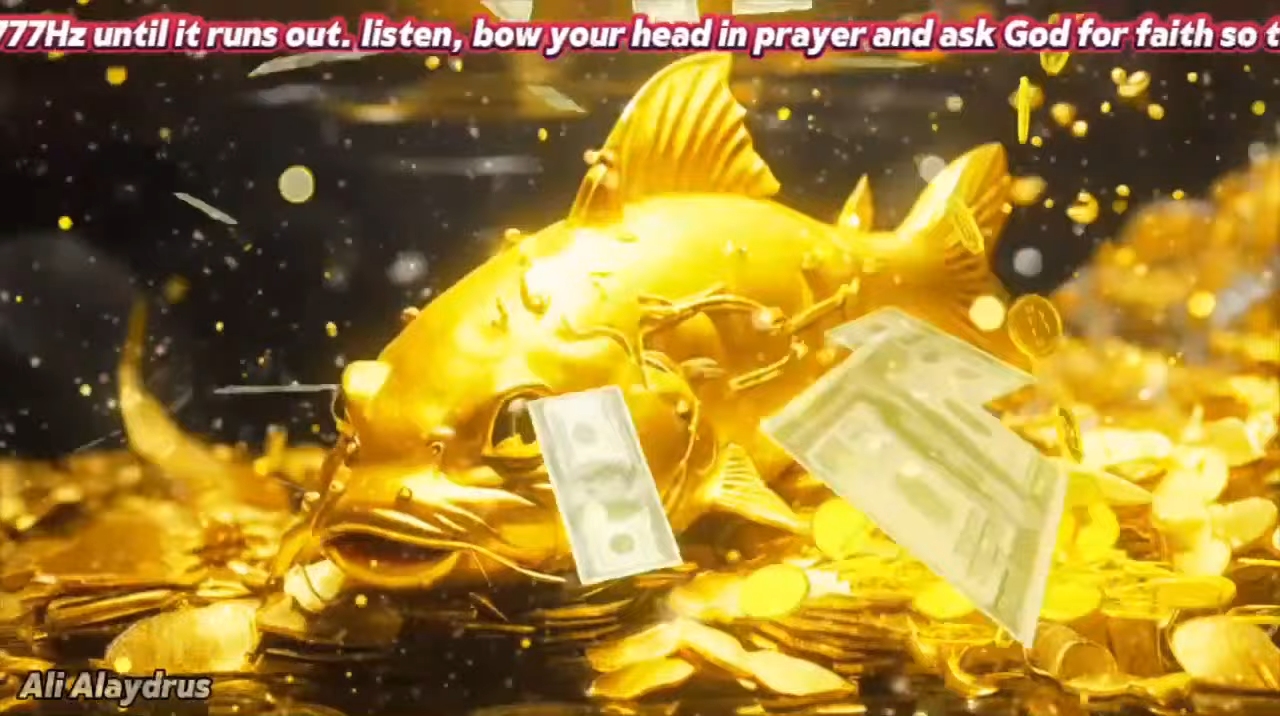 777Hz until it runs out. listen, bow your head in prayer and ask God for faith so
Ali Alaydrus